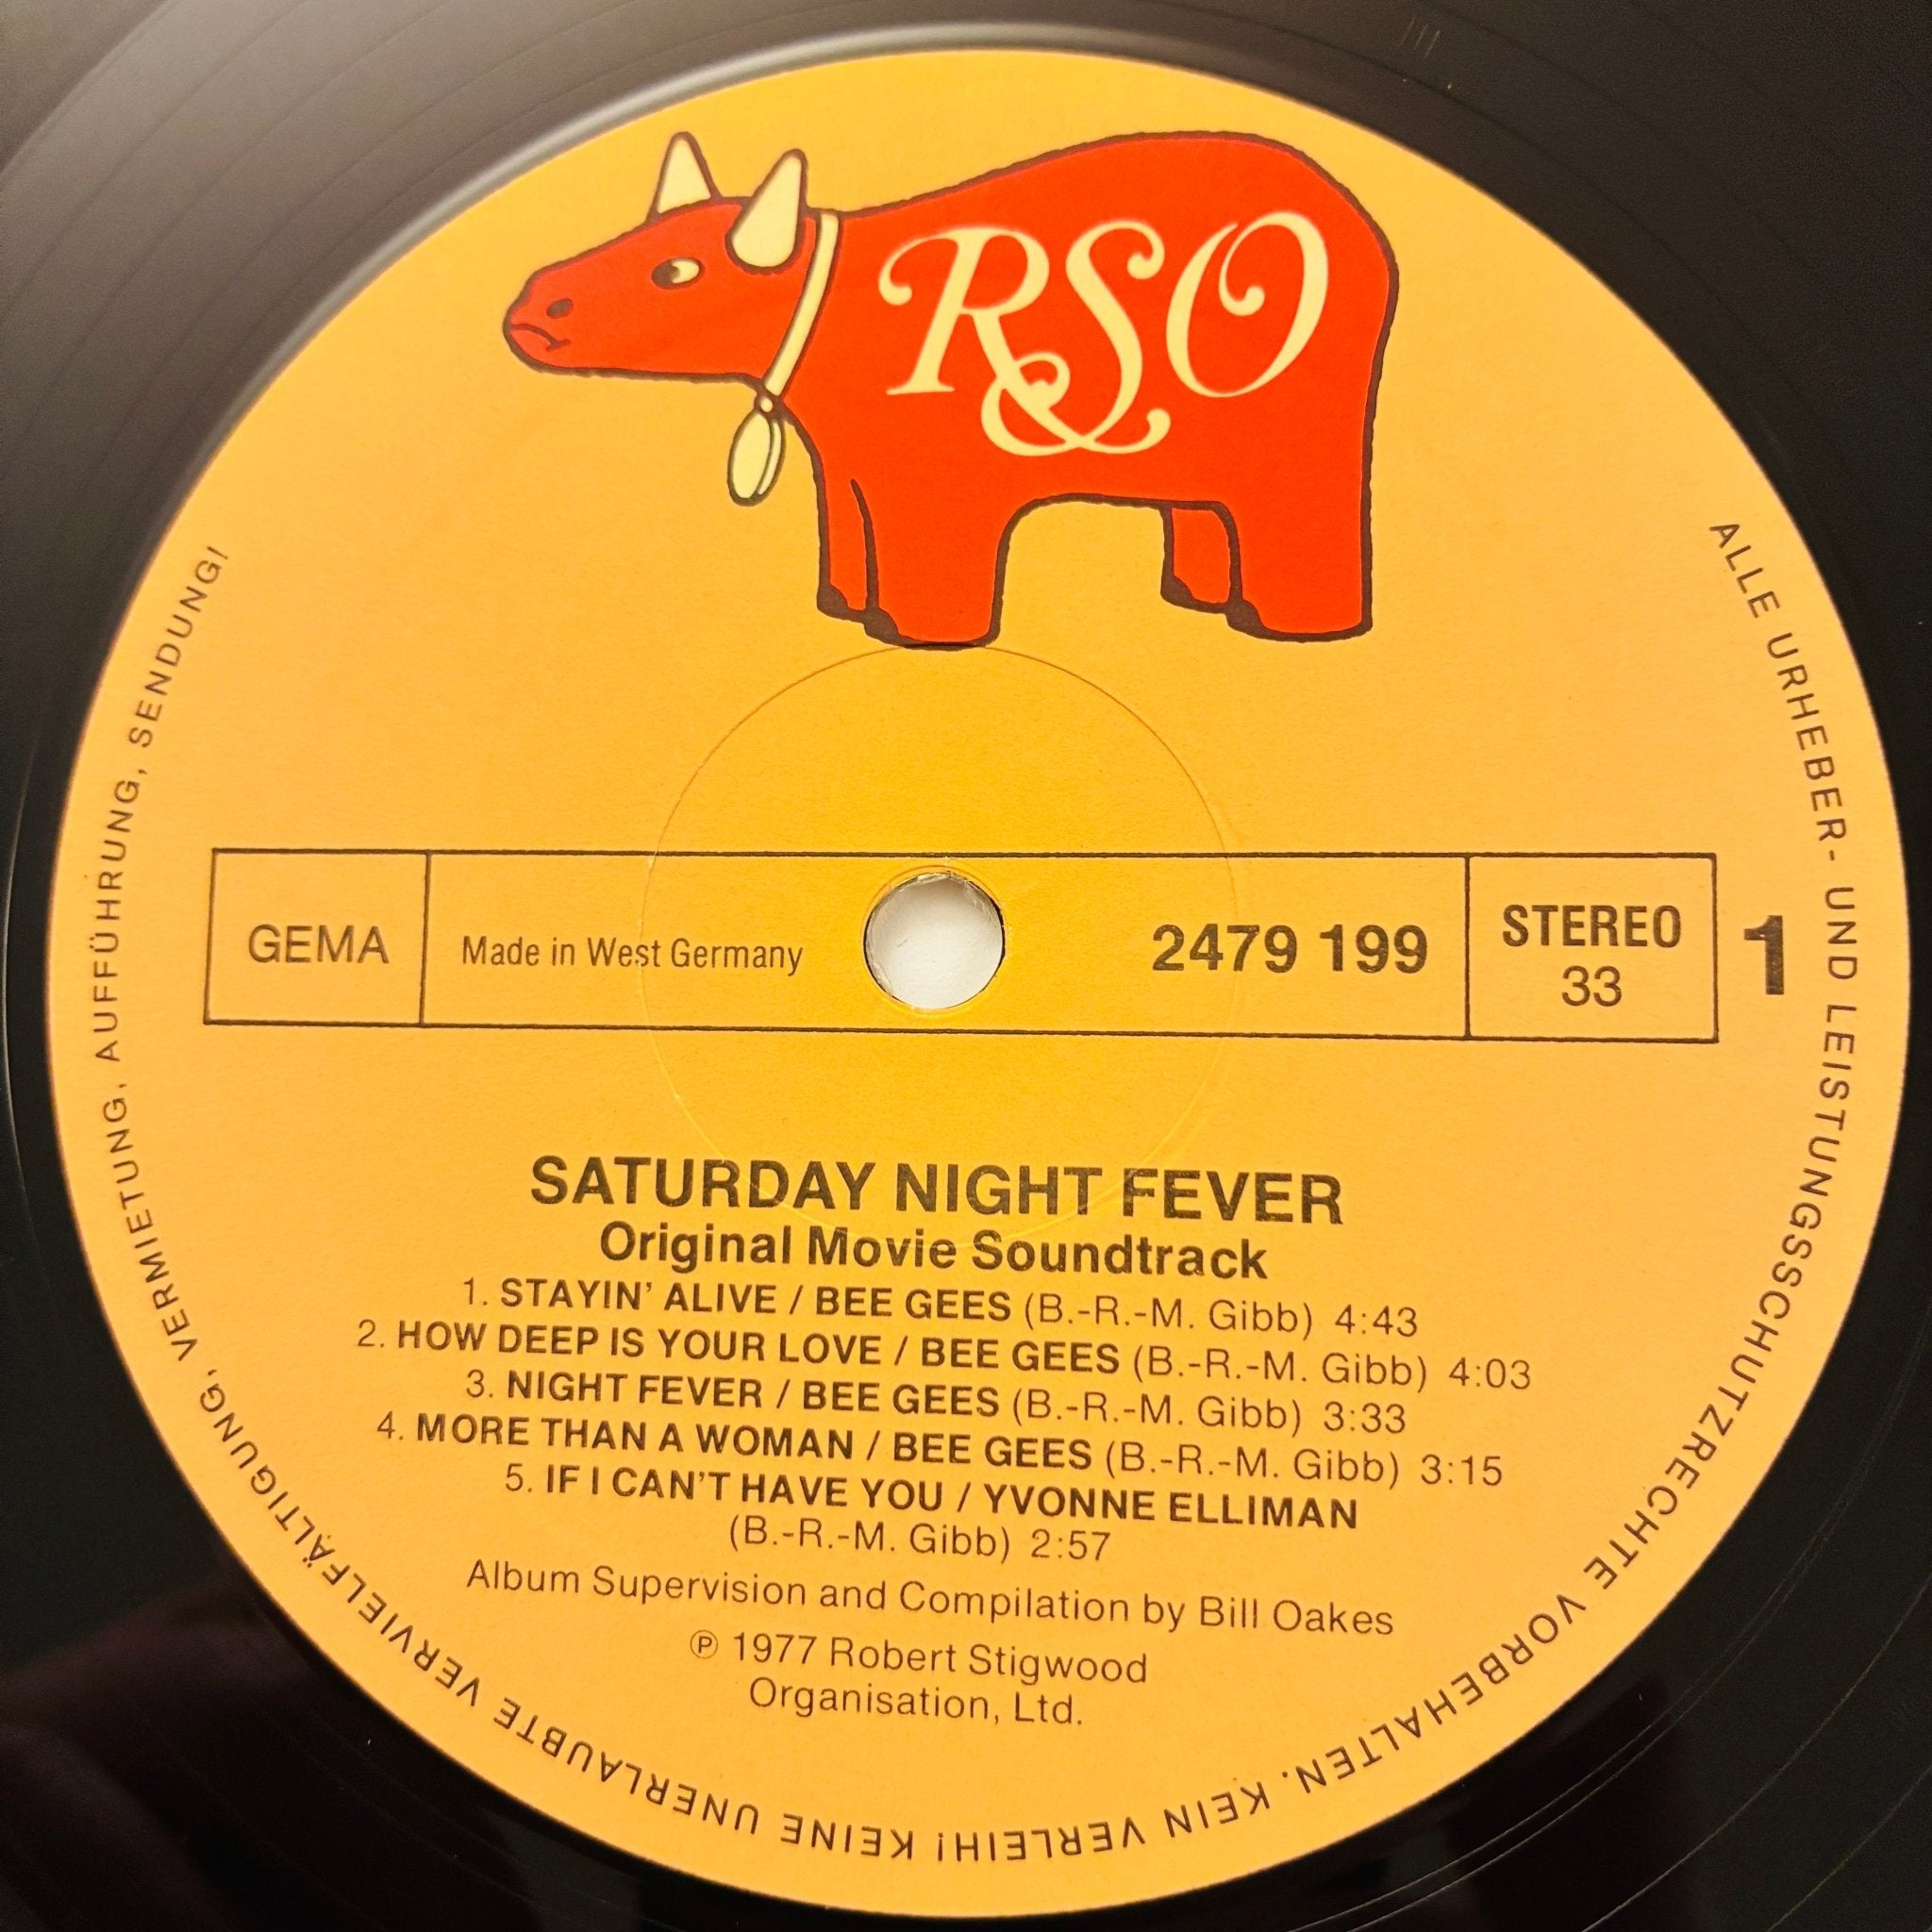 RSO
GEMA
Made in West Germany
2479 199
STEREO
33
1
SATURDAY NIGHT FEVER
Original Movie Soundtrack
1. STAYIN' ALIVE / BEE GEES (B.-R.-M. Gibb) 4:43
2. HOW DEEP IS YOUR LOVE / BEE GEES (B.-R.-M. Gibb) 4:03
3. NIGHT FEVER / BEE GEES (B.-R.-M. Gibb) 3:33
4. MORE THAN A WOMAN / BEE GEES (B.-R.-M. Gibb) 3:15
5. IF I CAN'T HAVE YOU / YVONNE ELLIMAN
(B.-R.-M. Gibb) 2:57
Album Supervision and Compilation by Bill Oakes
℗ 1977 Robert Stigwood
Organisation, Ltd.
ALLE URHEBER- UND LEISTUNGSSCHUTZRECHTE VORBEHALTEN. KEIN VERLEIH! KEINE UNERLAUBTE VERVIELFÄLTIGUNG, VERMIETUNG, AUFFÜHRUNG, SENDUNG!